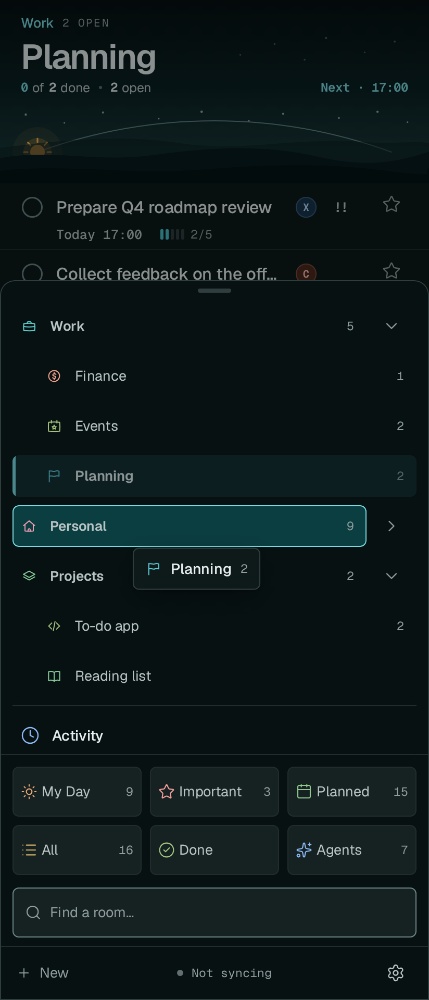 Work 2 OPEN
Planning
0 of 2 done • 2 open Next · 17:00
Prepare Q4 roadmap review X !!
Today 17:00 2/5
Collect feedback on the off… C
Work 5
Finance 1
Events 2
Planning 2
Personal 9
Planning 2
Projects 2
To-do app 2
Reading list
Activity
My Day 9 Important 3 Planned 15
All 16 Done Agents 7
Find a room…
+ New Not syncing